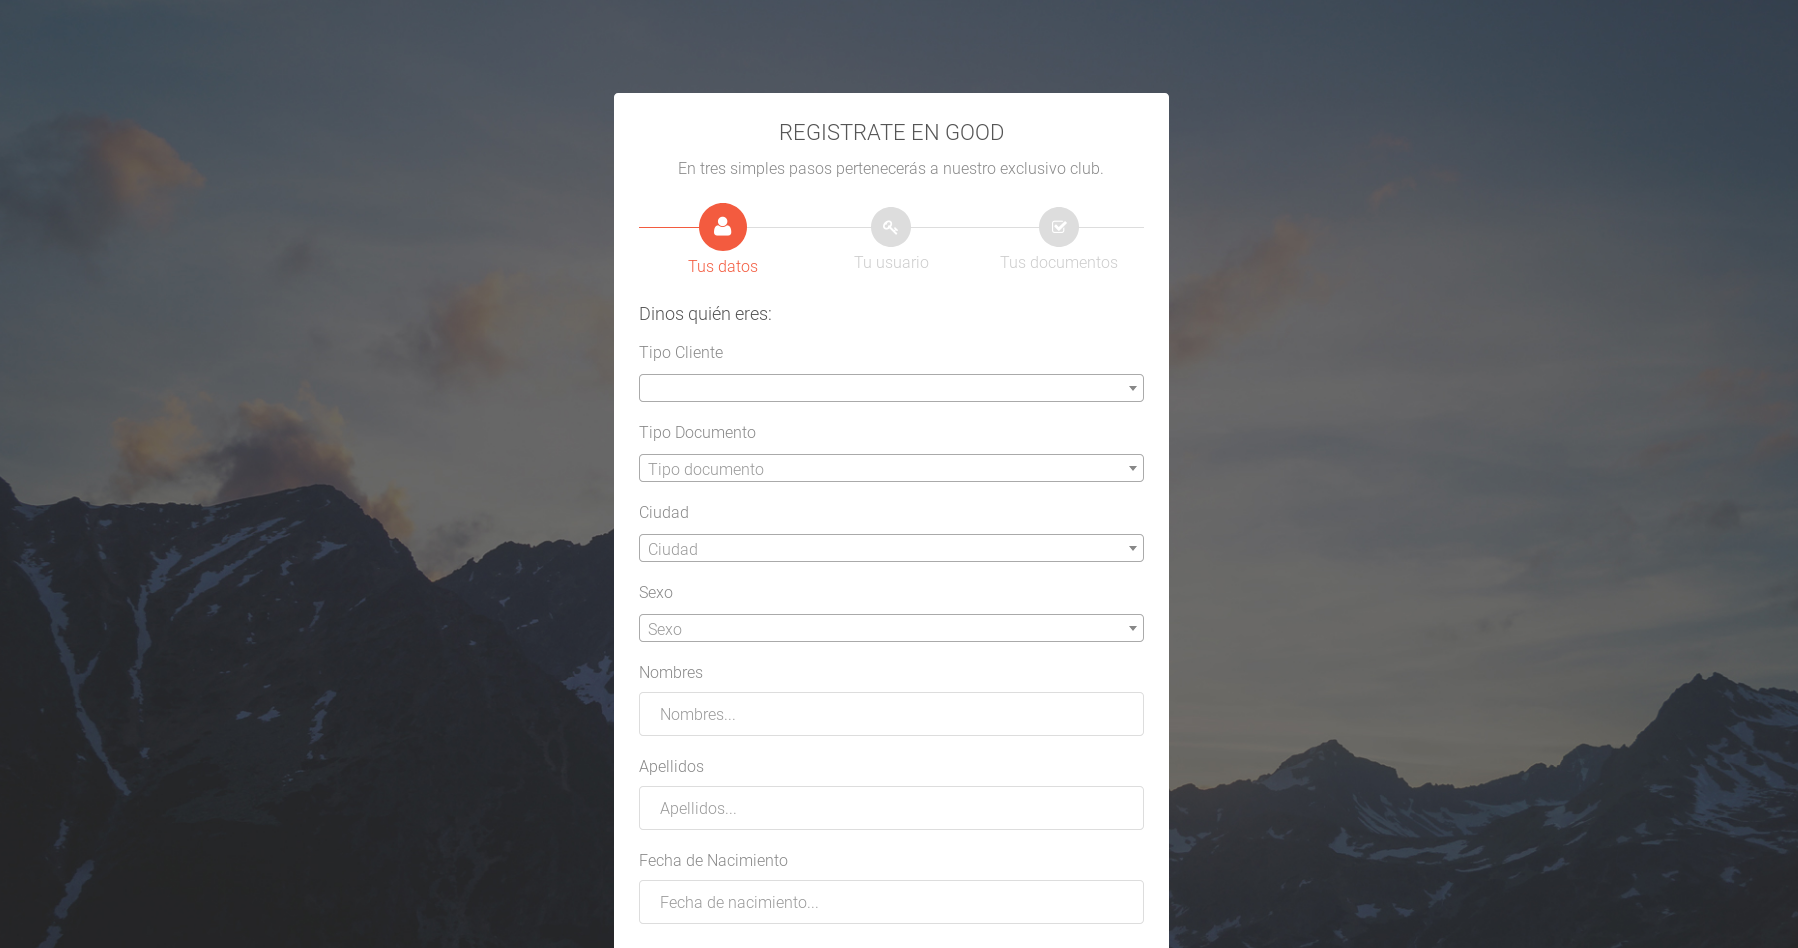 REGISTRATE EN GOOD
En tres simples pasos pertenecerás a nuestro exclusivo club.
Tus datos
Tu usuario
Tus documentos
Dinos quién eres:
Tipo Cliente
Tipo Documento
Tipo documento
Ciudad
Ciudad
Sexo
Sexo
Nombres
Nombres...
Apellidos
Apellidos...
Fecha de Nacimiento
Fecha de nacimiento...